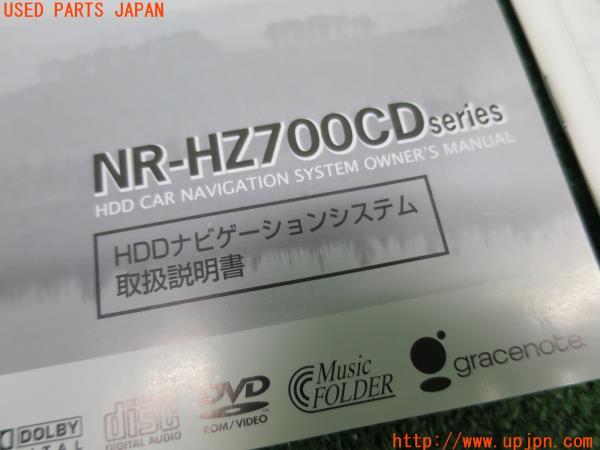 USED PARTS JAPAN
NR-HZ700CD series
HDD CAR NAVIGATION SYSTEM OWNER'S MANUAL
HDDナビゲーションシステム
取扱説明書
DOLBY
DIGITAL AUDIO
DVD
ROM/VIDEO
Music
FOLDER
gracenote
http://www.upjpn.com/